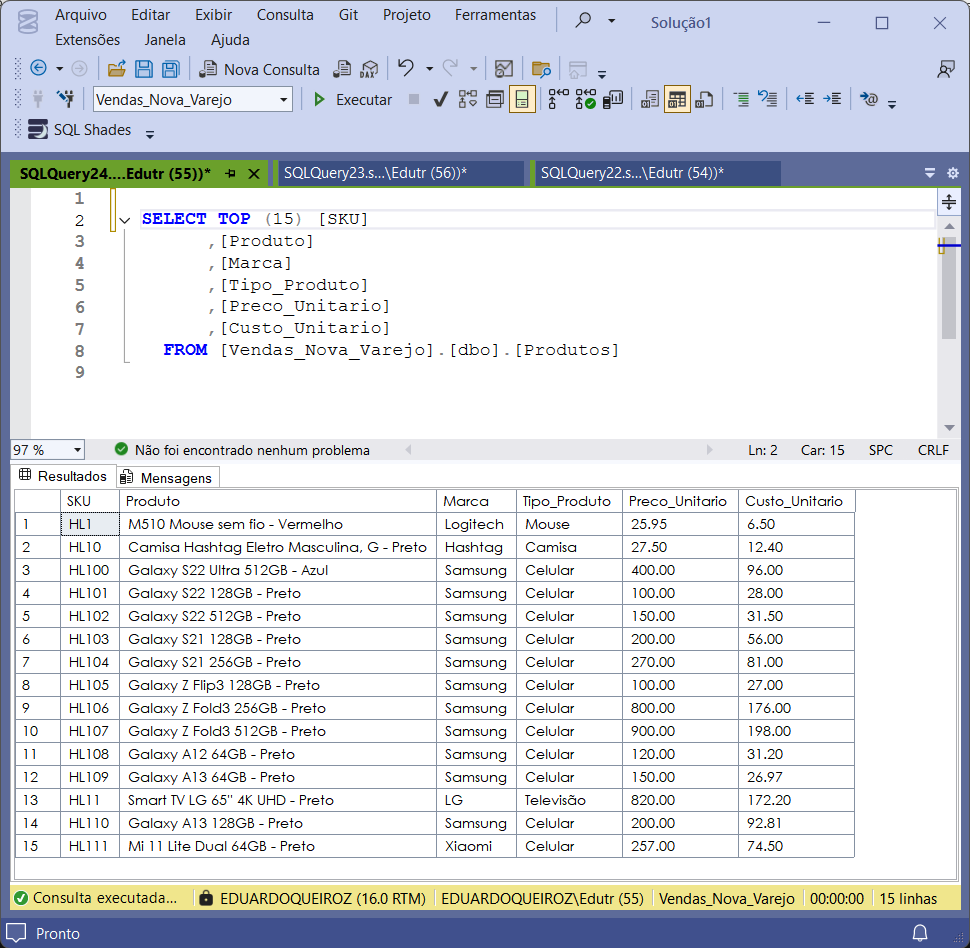 Arquivo Editar Exibir Consulta Git Projeto Ferramentas Solução1
Extensões Janela Ajuda
Nova Consulta
Vendas_Nova_Varejo Executar
SQL Shades
SQLQuery24....Edutr (55))* SQLQuery23.s...\Edutr (56))* SQLQuery22.s...\Edutr (54))*
1
2 SELECT TOP (15) [SKU]
3 ,[Produto]
4 ,[Marca]
5 ,[Tipo_Produto]
6 ,[Preco_Unitario]
7 ,[Custo_Unitario]
8 FROM [Vendas_Nova_Varejo].[dbo].[Produtos]
9
97 % Não foi encontrado nenhum problema Ln: 2 Car: 15 SPC CRLF
Resultados Mensagens
SKU Produto Marca Tipo_Produto Preco_Unitario Custo_Unitario
1 HL1 M510 Mouse sem fio - Vermelho Logitech Mouse 25.95 6.50
2 HL10 Camisa Hashtag Eletro Masculina, G - Preto Hashtag Camisa 27.50 12.40
3 HL100 Galaxy S22 Ultra 512GB - Azul Samsung Celular 400.00 96.00
4 HL101 Galaxy S22 128GB - Preto Samsung Celular 100.00 28.00
5 HL102 Galaxy S22 512GB - Preto Samsung Celular 150.00 31.50
6 HL103 Galaxy S21 128GB - Preto Samsung Celular 200.00 56.00
7 HL104 Galaxy S21 256GB - Preto Samsung Celular 270.00 81.00
8 HL105 Galaxy Z Flip3 128GB - Preto Samsung Celular 100.00 27.00
9 HL106 Galaxy Z Fold3 256GB - Preto Samsung Celular 800.00 176.00
10 HL107 Galaxy Z Fold3 512GB - Preto Samsung Celular 900.00 198.00
11 HL108 Galaxy A12 64GB - Preto Samsung Celular 120.00 31.20
12 HL109 Galaxy A13 64GB - Preto Samsung Celular 150.00 26.97
13 HL11 Smart TV LG 65" 4K UHD - Preto LG Televisão 820.00 172.20
14 HL110 Galaxy A13 128GB - Preto Samsung Celular 200.00 92.81
15 HL111 Mi 11 Lite Dual 64GB - Preto Xiaomi Celular 257.00 74.50
Consulta executada... EDUARDOQUEIROZ (16.0 RTM) EDUARDOQUEIROZ\Edutr (55) Vendas_Nova_Varejo 00:00:00 15 linhas
Pronto